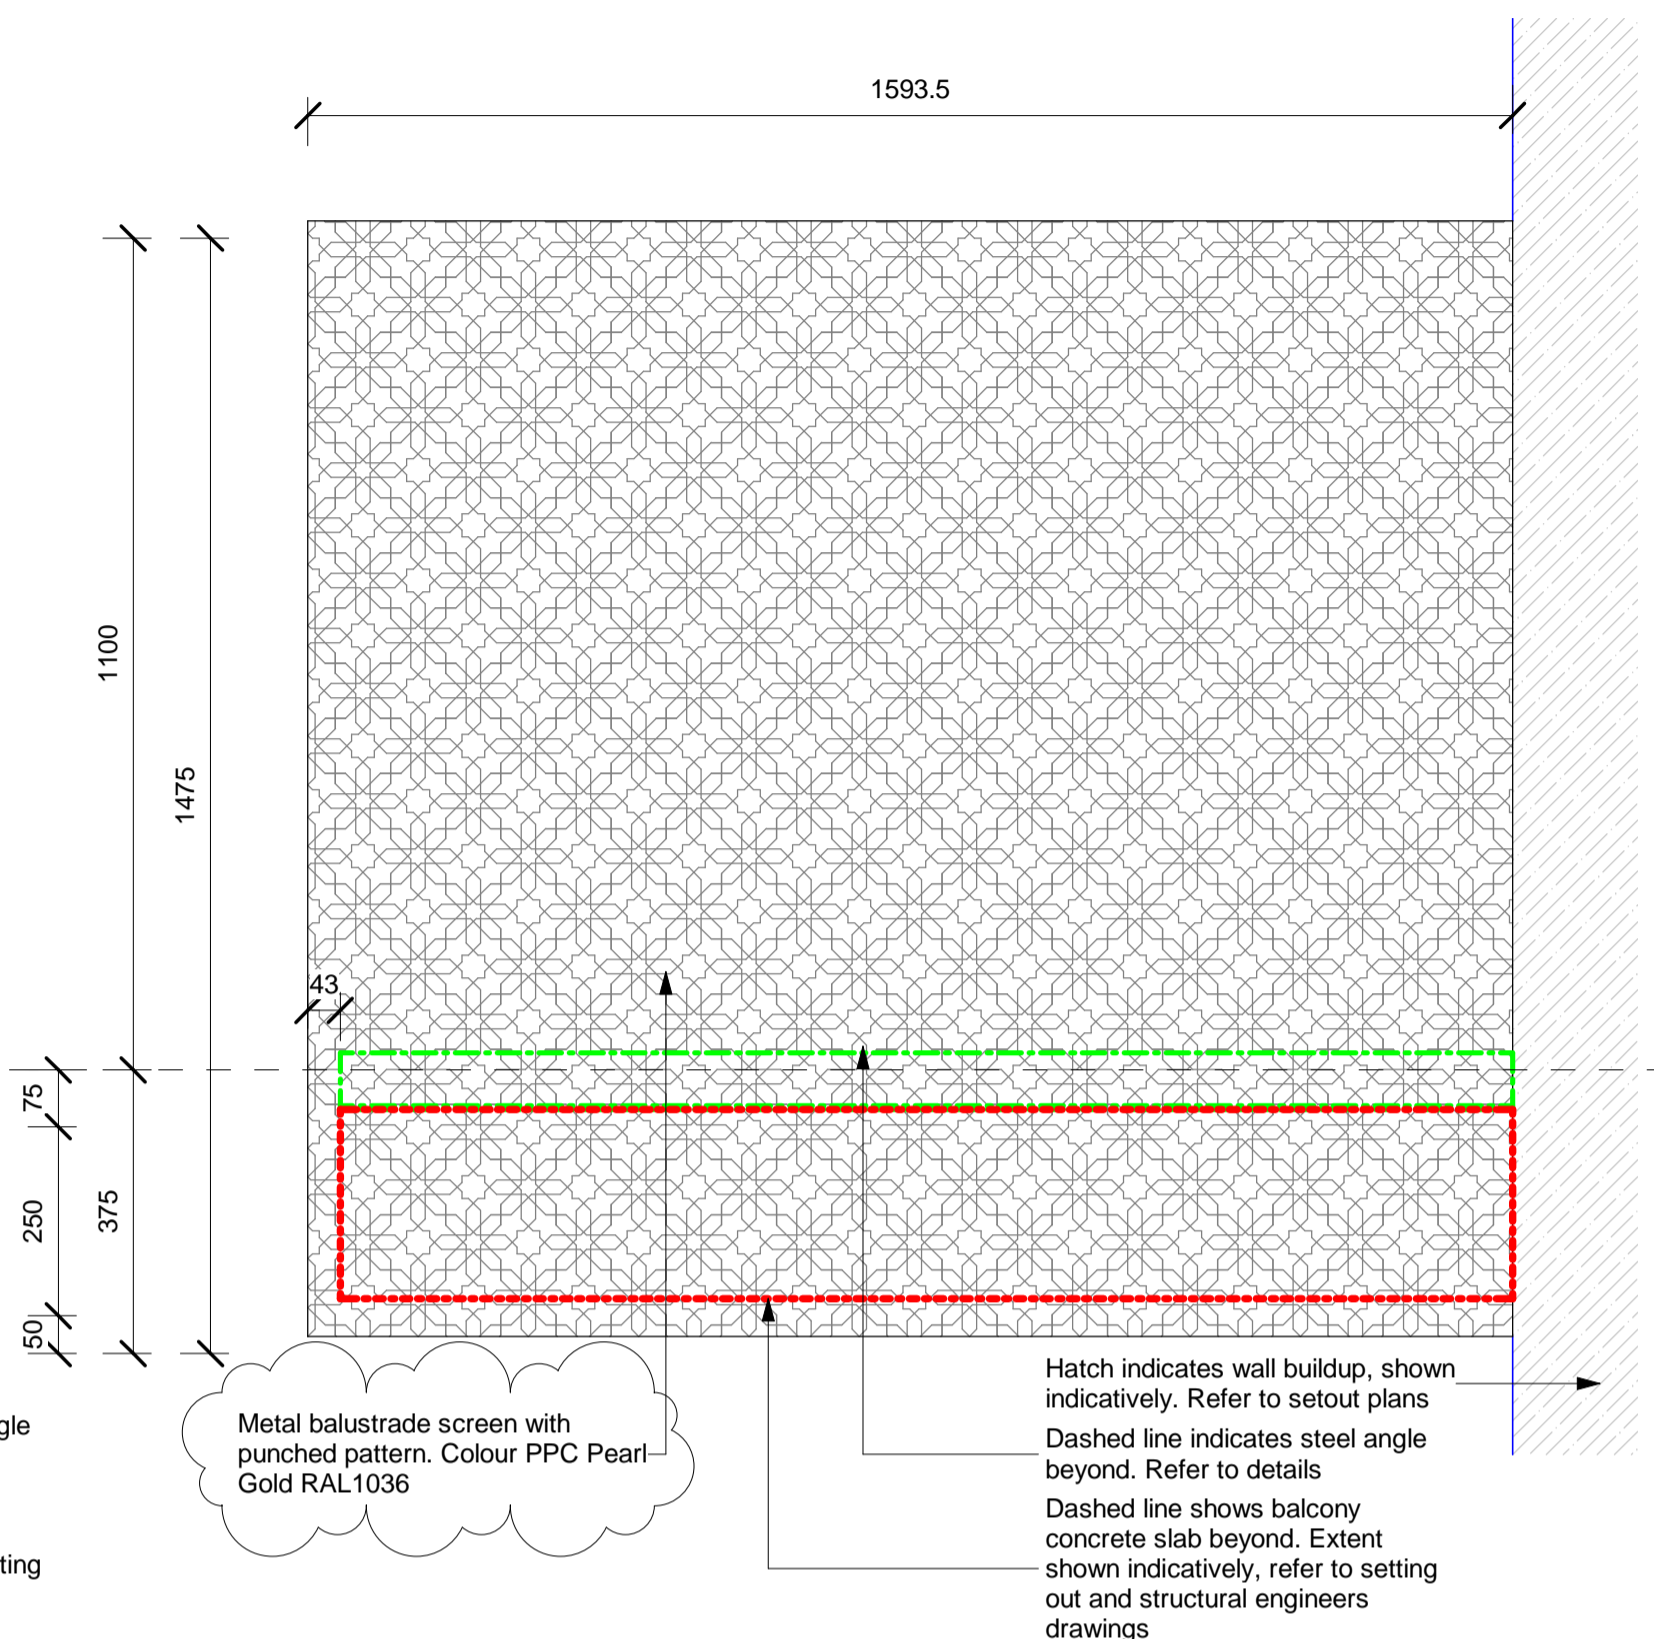 1593.5
1100
1475
43
75
250
375
50
gle
ting
Metal balustrade screen with
punched pattern. Colour PPC Pearl
Gold RAL1036
Hatch indicates wall buildup, shown
indicatively. Refer to setout plans
Dashed line indicates steel angle
beyond. Refer to details
Dashed line shows balcony
concrete slab beyond. Extent
shown indicatively, refer to setting
out and structural engineers
drawings